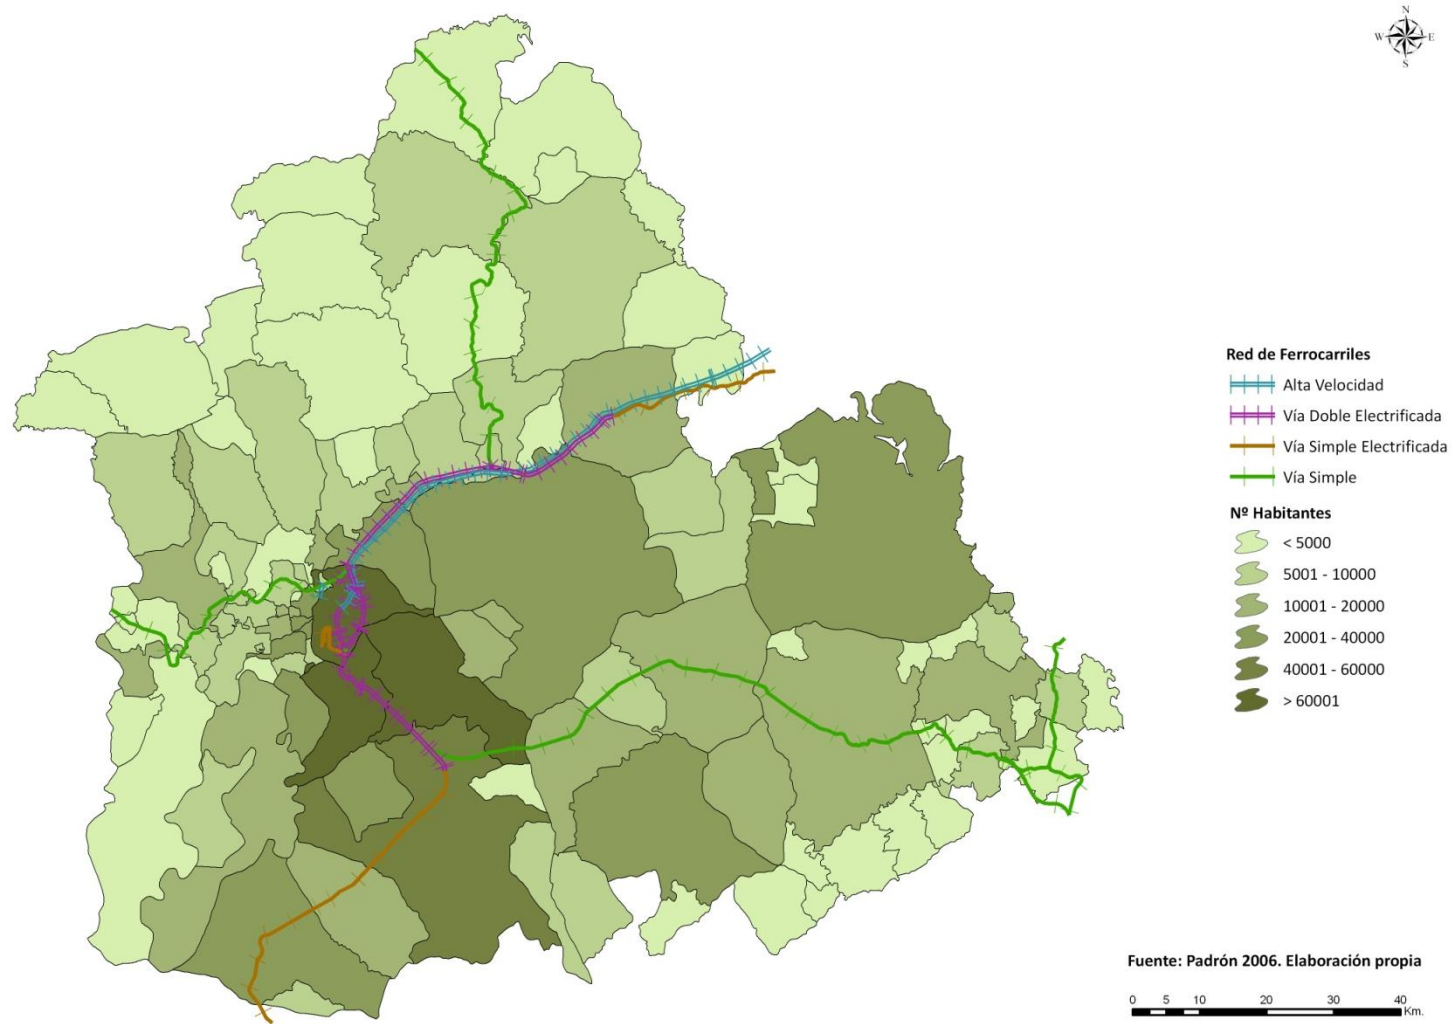 N
W E
S
Red de Ferrocarriles
Alta Velocidad
Vía Doble Electrificada
Vía Simple Electrificada
Vía Simple
Nº Habitantes
< 5000
5001 - 10000
10001 - 20000
20001 - 40000
40001 - 60000
> 60001
Fuente: Padrón 2006. Elaboración propia
0 5 10 20 30 40
Km.